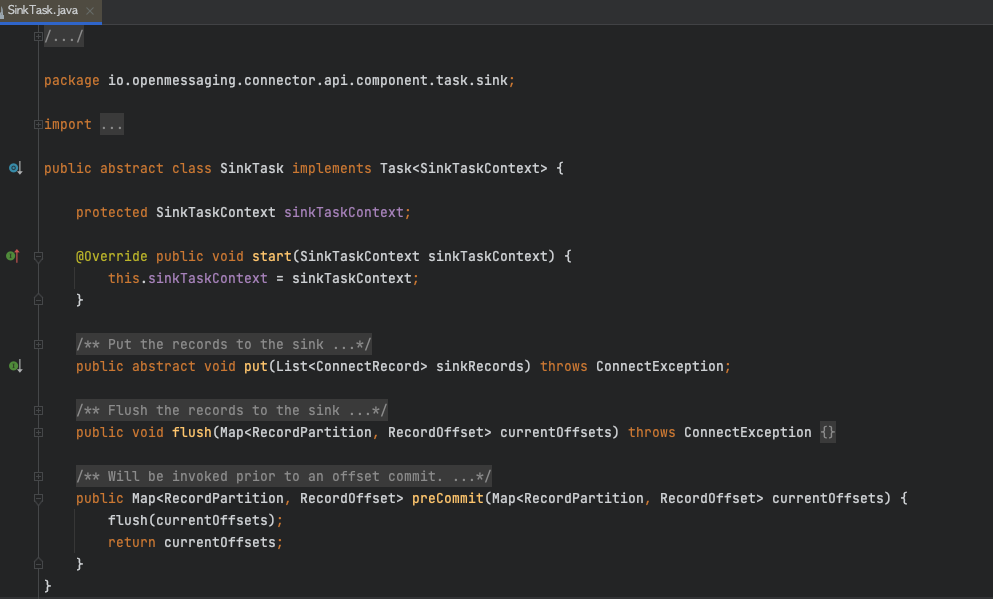 SinkTask.java
/.../
package io.openmessaging.connector.api.component.task.sink;
import ...
public abstract class SinkTask implements Task<SinkTaskContext> {
protected SinkTaskContext sinkTaskContext;
@Override public void start(SinkTaskContext sinkTaskContext) {
this.sinkTaskContext = sinkTaskContext;
}
/** Put the records to the sink ...*/
public abstract void put(List<ConnectRecord> sinkRecords) throws ConnectException;
/** Flush the records to the sink ...*/
public void flush(Map<RecordPartition, RecordOffset> currentOffsets) throws ConnectException {}
/** Will be invoked prior to an offset commit. ...*/
public Map<RecordPartition, RecordOffset> preCommit(Map<RecordPartition, RecordOffset> currentOffsets) {
flush(currentOffsets);
return currentOffsets;
}
}